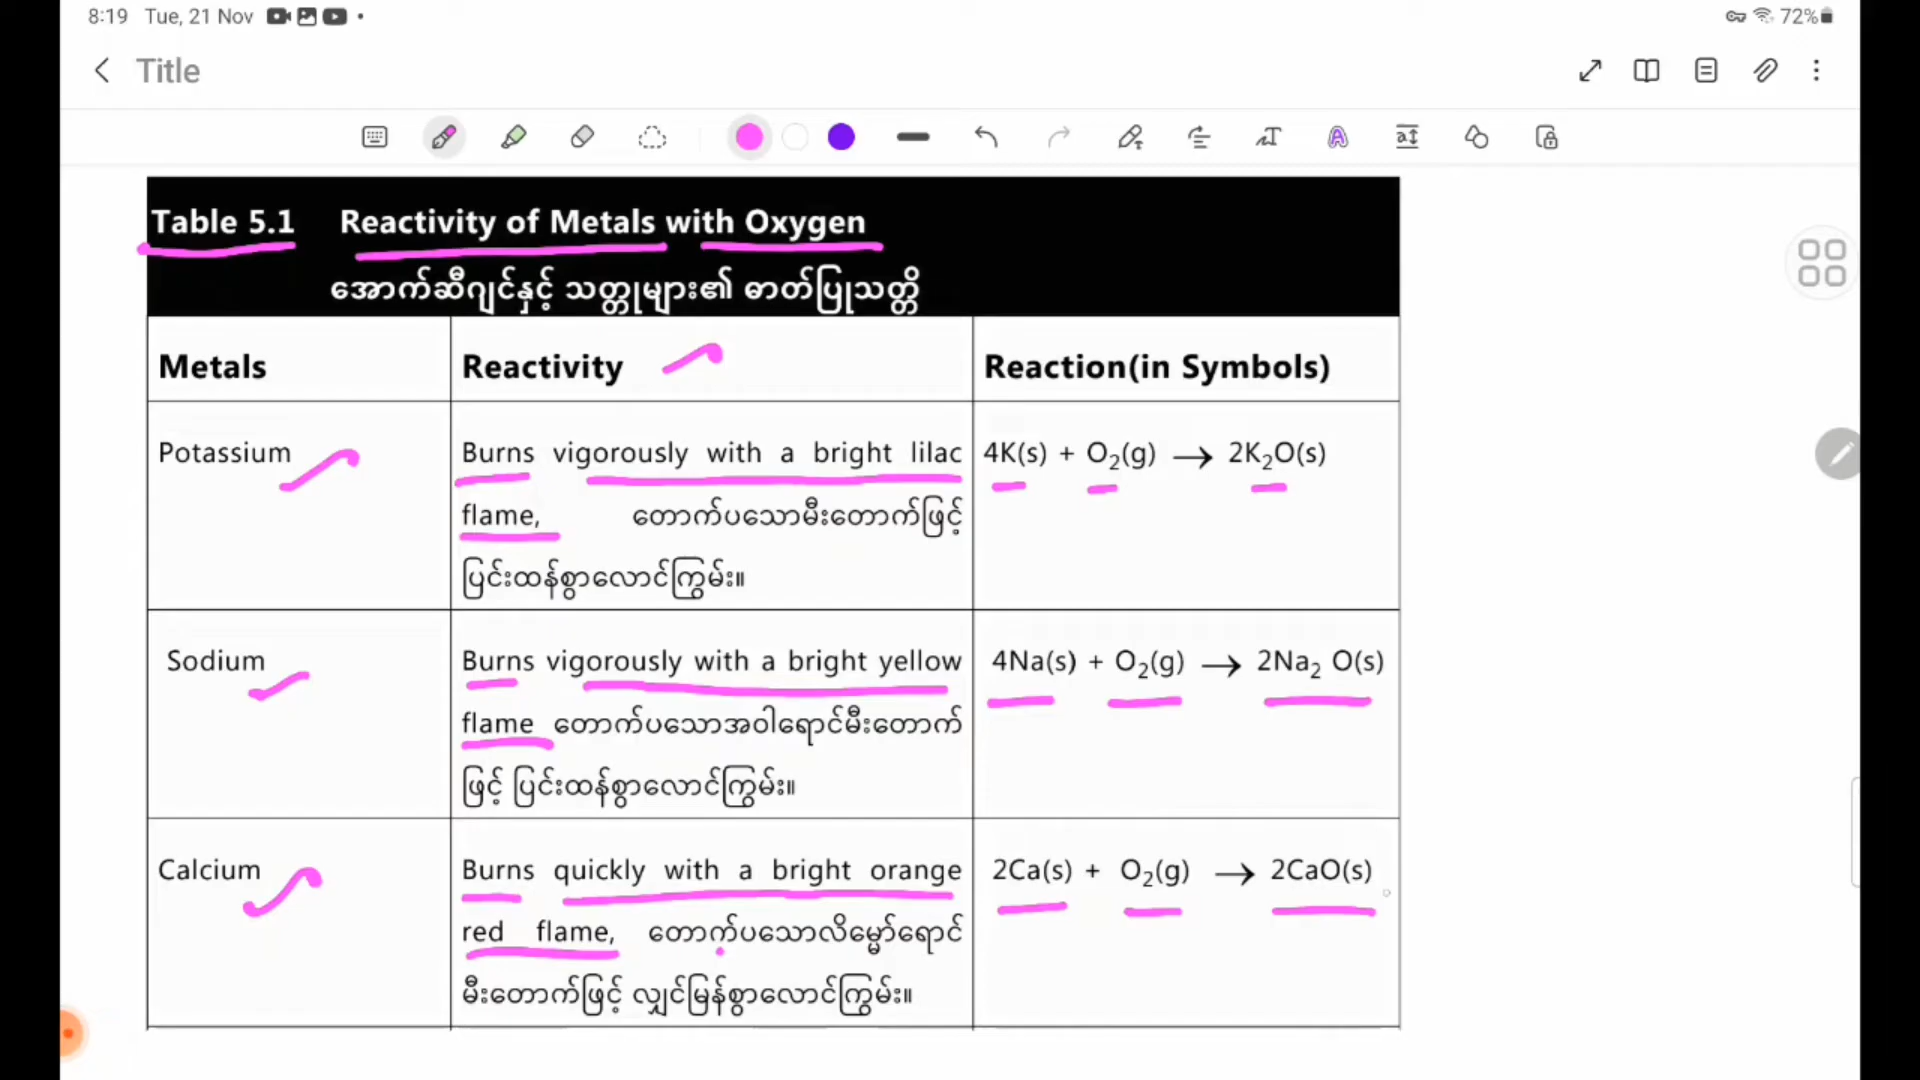 8:19 Tue, 21 Nov
72%
Title
Table 5.1 Reactivity of Metals with Oxygen
အောက်ဆီဂျင်နှင့် သတ္တုများ၏ ဓာတ်ပြုသတ္တိ
Metals Reactivity Reaction(in Symbols)
Potassium Burns vigorously with a bright lilac 4K(s) + O₂(g) → 2K₂O(s)
flame, တောက်ပသောမီးတောက်ဖြင့်
ပြင်းထန်စွာလောင်ကြွမ်း။
Sodium Burns vigorously with a bright yellow 4Na(s) + O₂(g) → 2Na₂ O(s)
flame တောက်ပသောအဝါရောင်မီးတောက်
ဖြင့် ပြင်းထန်စွာလောင်ကြွမ်း။
Calcium Burns quickly with a bright orange 2Ca(s) + O₂(g) → 2CaO(s)
red flame, တောက်ပသောလိမ္မော်ရောင်
မီးတောက်ဖြင့် လျှင်မြန်စွာလောင်ကြွမ်း။